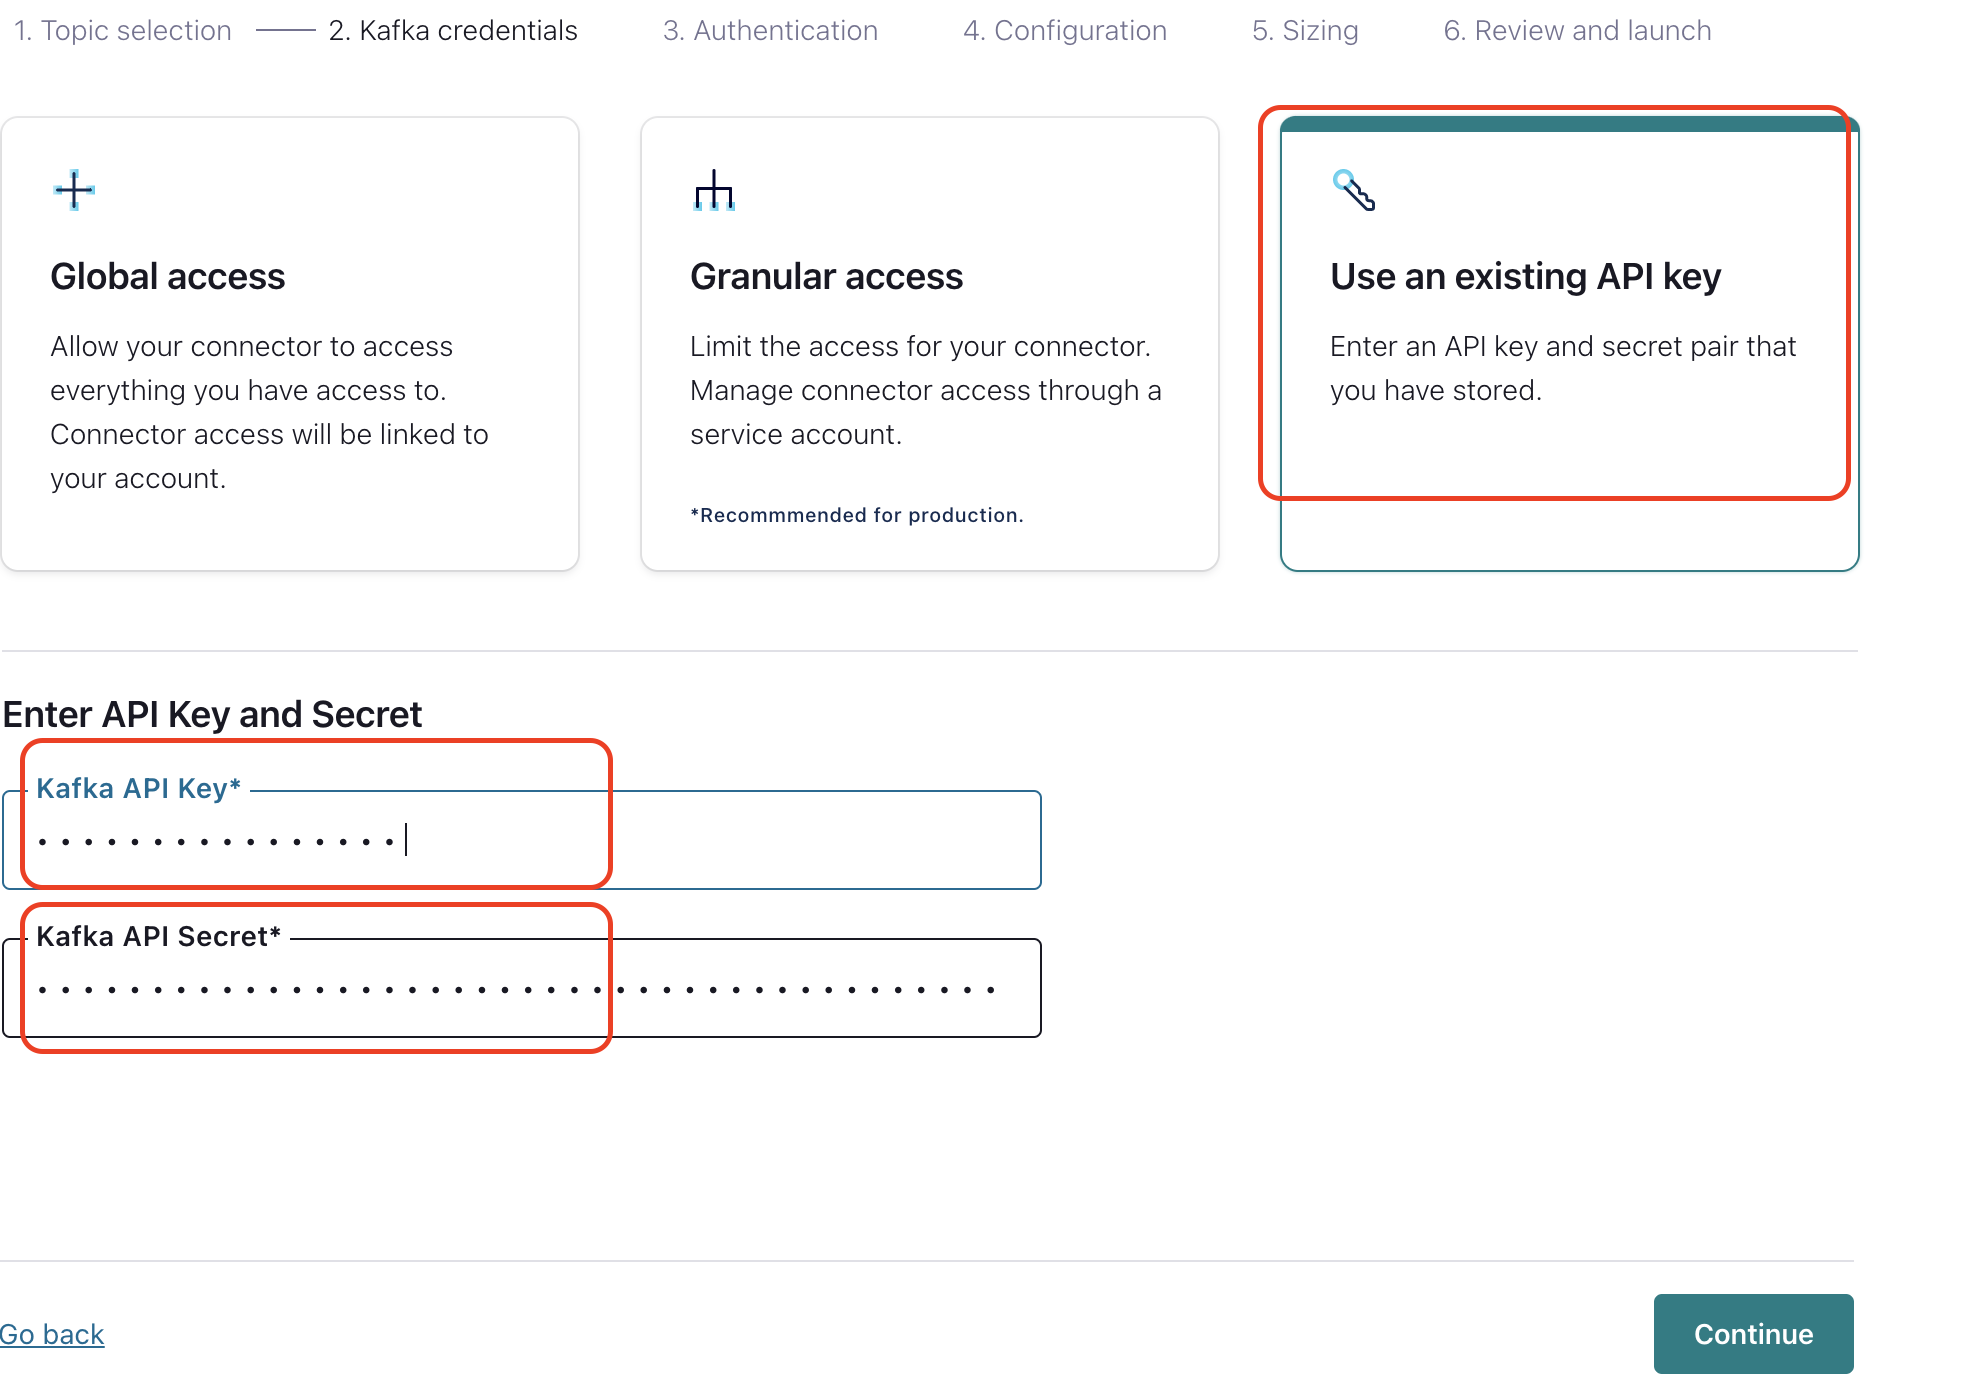 1. Topic selection 2. Kafka credentials 3. Authentication 4. Configuration 5. Sizing 6. Review and launch
Global access
Allow your connector to access
everything you have access to.
Connector access will be linked to
your account.
Granular access
Limit the access for your connector.
Manage connector access through a
service account.
*Recommmended for production.
Use an existing API key
Enter an API key and secret pair that
you have stored.
Enter API Key and Secret
Kafka API Key*
Kafka API Secret*
Go back
Continue